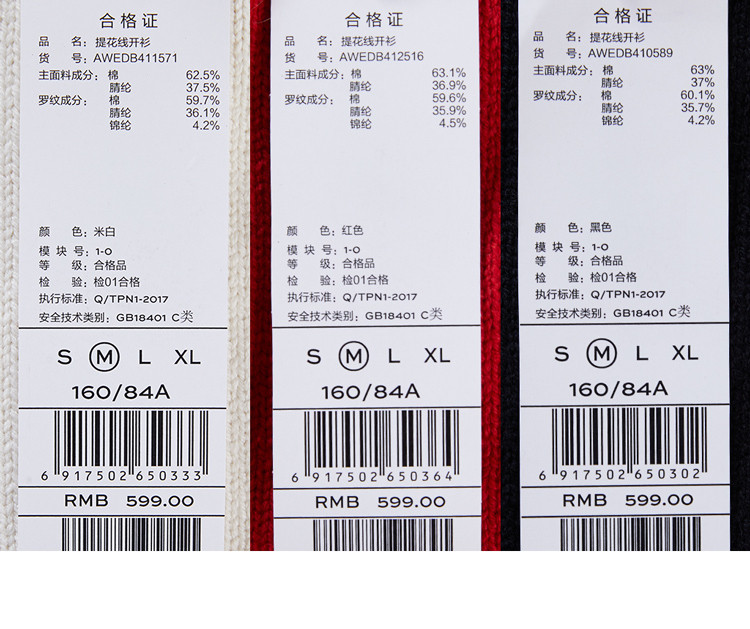 合格证
品 名：提花线开衫
货 号：AWEDB411571
主面料成分：棉 62.5%
腈纶 37.5%
罗纹成分：棉 59.7%
腈纶 36.1%
锦纶 4.2%
颜 色：米白
模 块 号：1-0
等 级：合格品
检 验：检01合格
执行标准：Q/TPN1-2017
安全技术类别：GB18401 C类
S M L XL
160/84A
6 917502 650333
RMB 599.00
合格证
品 名：提花线开衫
货 号：AWEDB412516
主面料成分：棉 63.1%
腈纶 36.9%
罗纹成分：棉 59.6%
腈纶 35.9%
锦纶 4.5%
颜 色：红色
模 块 号：1-0
等 级：合格品
检 验：检01合格
执行标准：Q/TPN1-2017
安全技术类别：GB18401 C类
S M L XL
160/84A
6 917502 650364
RMB 599.00
合格证
品 名：提花线开衫
货 号：AWEDB410589
主面料成分：棉 63%
腈纶 37%
罗纹成分：棉 60.1%
腈纶 35.7%
锦纶 4.2%
颜 色：黑色
模 块 号：1-0
等 级：合格品
检 验：检01合格
执行标准：Q/TPN1-2017
安全技术类别：GB18401 C类
S M L XL
160/84A
6 917502 650302
RMB 599.00